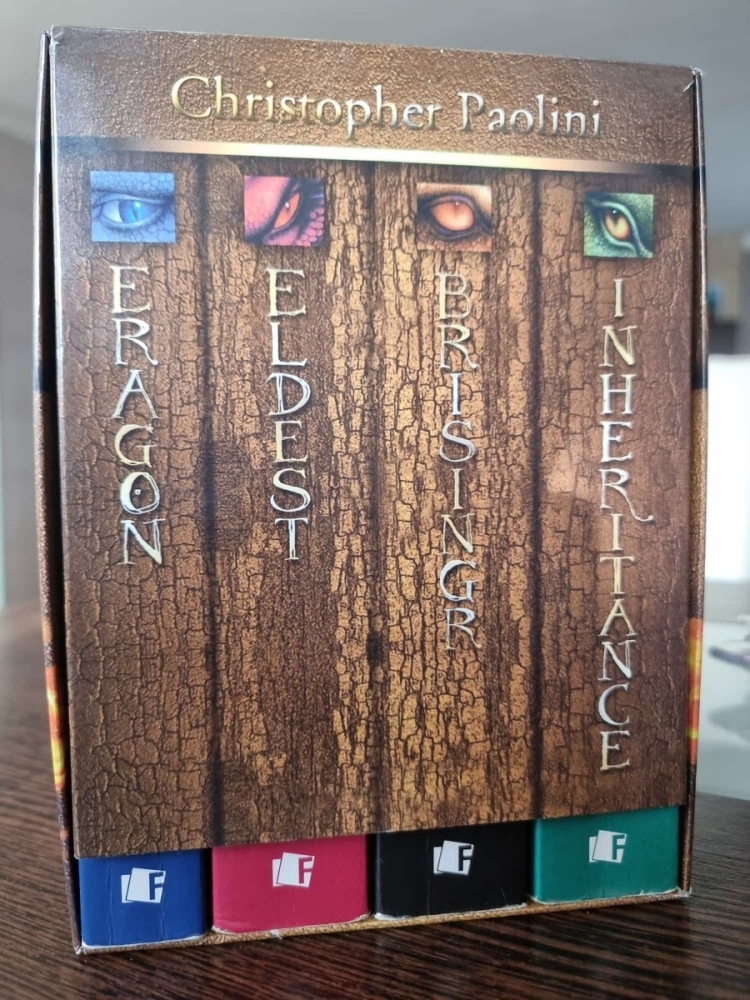 Christopher Paolini
ERAGON
ELDEST
BRISINGR
INHERITANCE
F
F
F
F